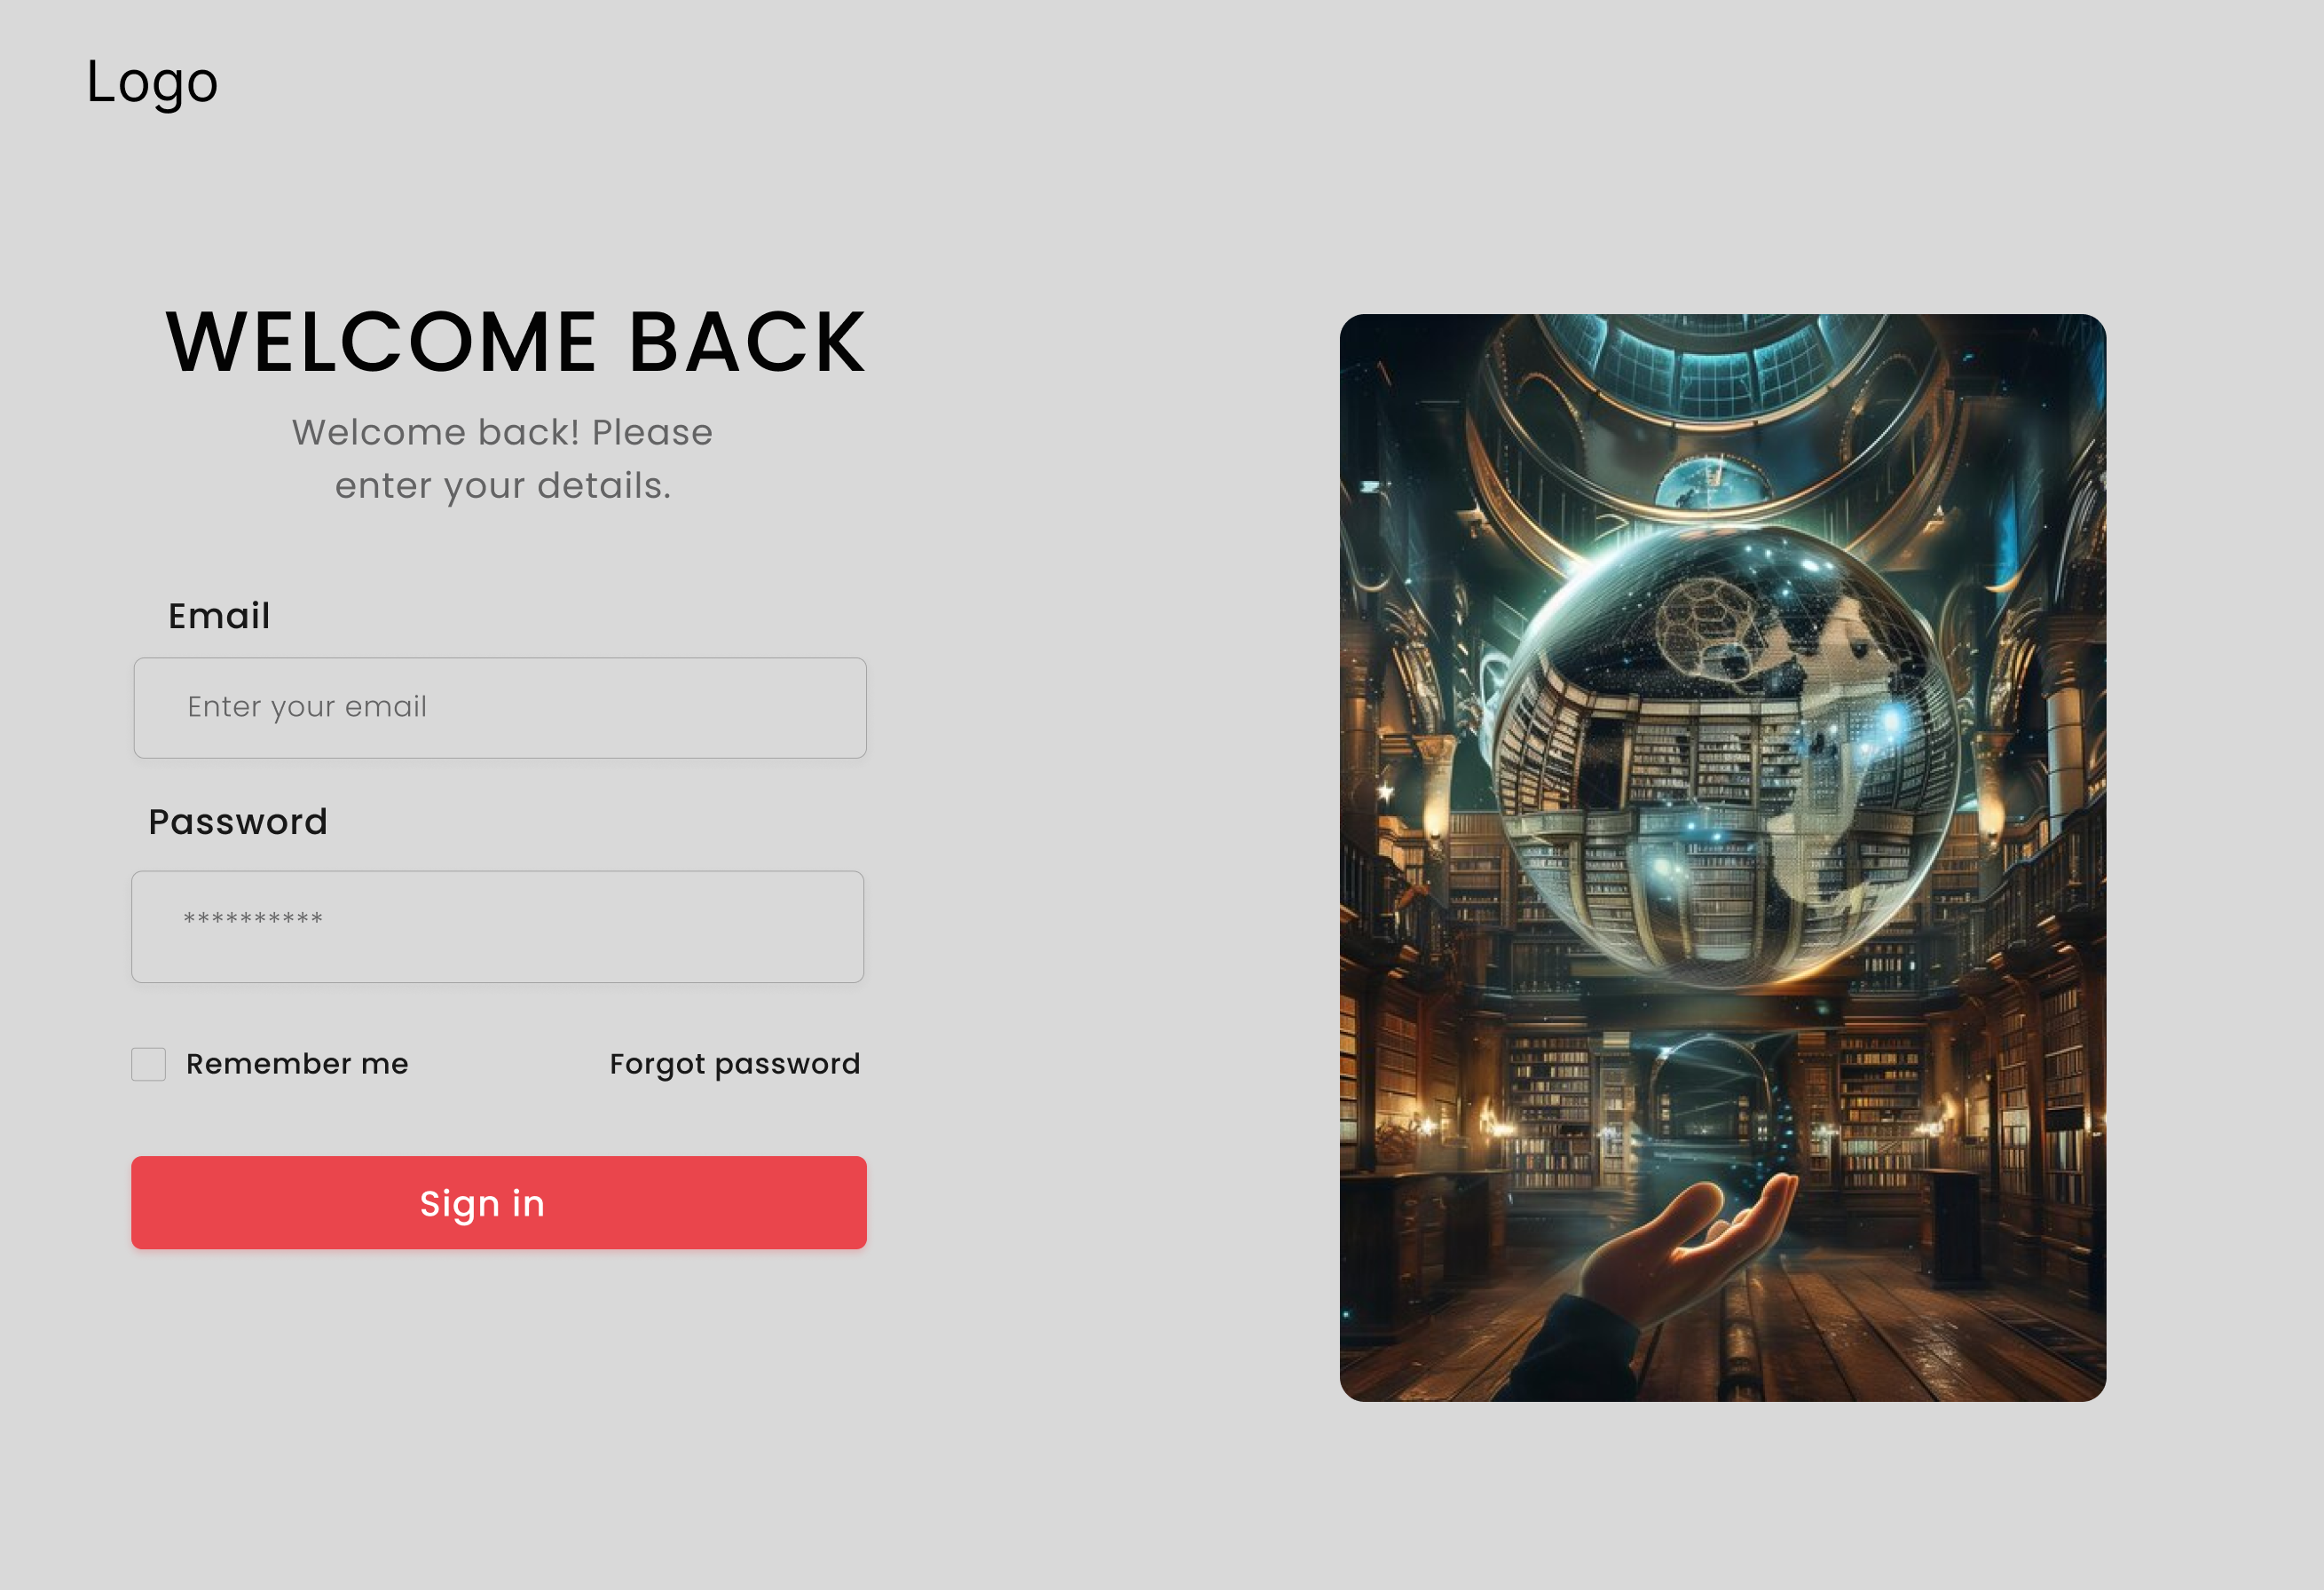 Logo
WELCOME BACK
Welcome back! Please
enter your details.
Email
Enter your email
Password
**********
Remember me
Forgot password
Sign in